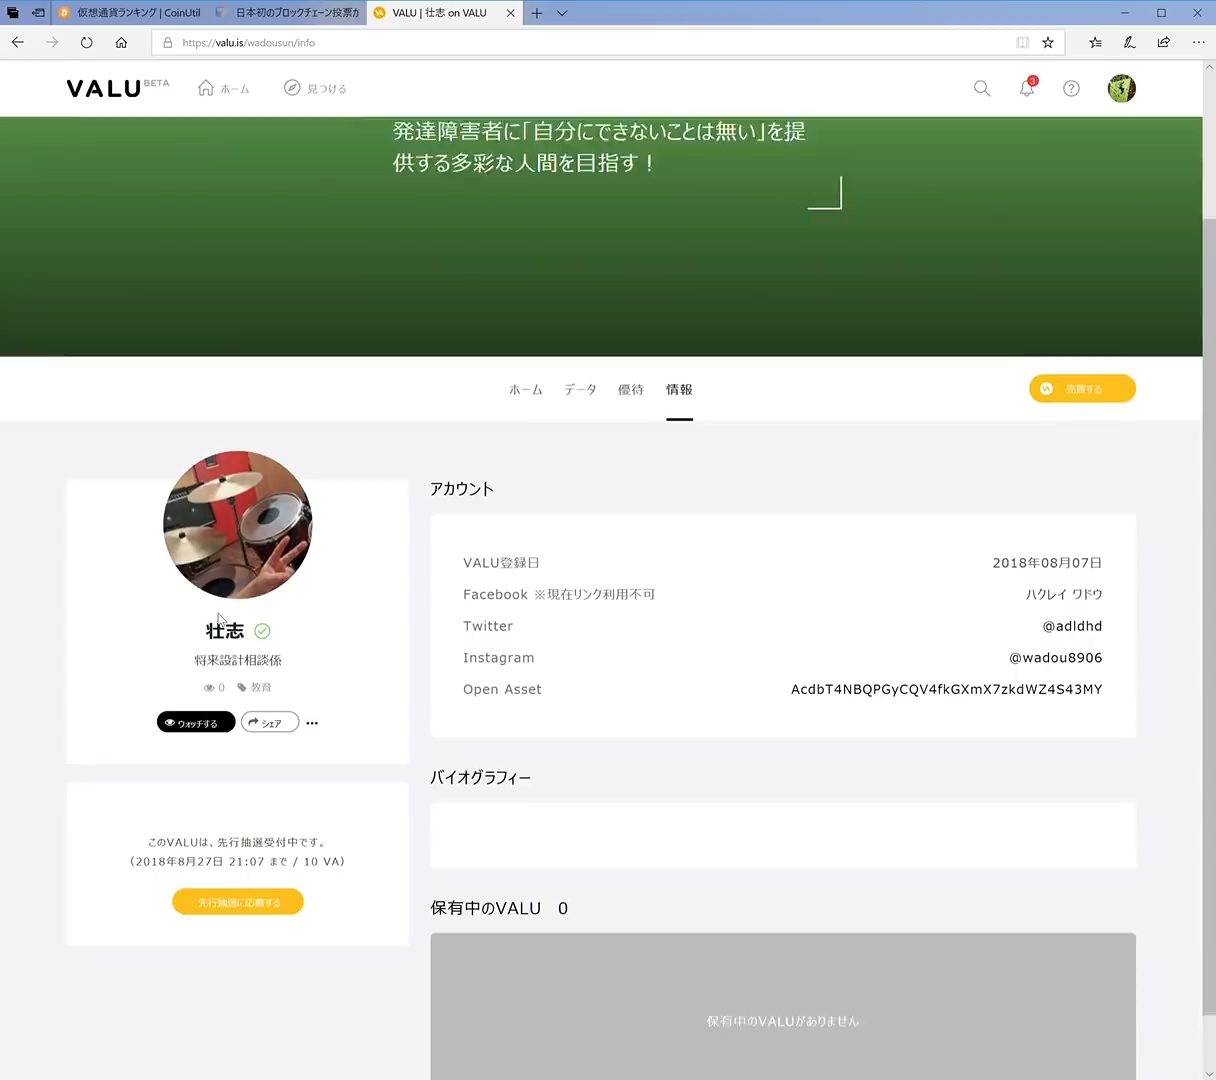 仮想通貨ランキング | CoinUtil
日本初のブロックチェーン投票が
VALU | 壮志 on VALU
https://valu.is/wadousun/info
VALU BETA
ホーム
見つける
3
発達障害者に「自分にできないことは無い」を提
供する多彩な人間を目指す！
ホーム
データ
優待
情報
売買する
壮志
将来設計相談係
0
教育
ウォッチする
シェア
このVALUは、先行抽選受付中です。
（2018年8月27日 21:07 まで / 10 VA）
先行抽選に応募する
アカウント
VALU登録日 2018年08月07日
Facebook ※現在リンク利用不可 ハクレイ ワドウ
Twitter @adldhd
Instagram @wadou8906
Open Asset AcdbT4NBQPGyCQV4fkGXmX7zkdWZ4S43MY
バイオグラフィー
保有中のVALU 0
保有中のVALUがありません